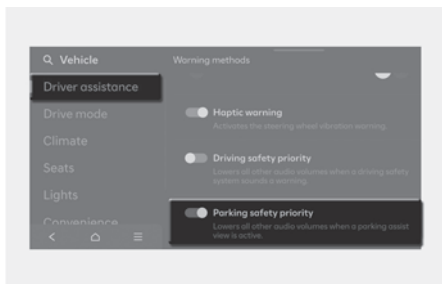 Vehicle
Warning methods
Driver assistance
Drive mode
Haptic warning
Activates the steering wheel vibration warning.
Climate
Driving safety priority
Lowers all other audio volumes when a driving safety
system sounds a warning.
Seats
Lights
Parking safety priority
Lowers all other audio volumes when a parking assist
view is active.
Convenience